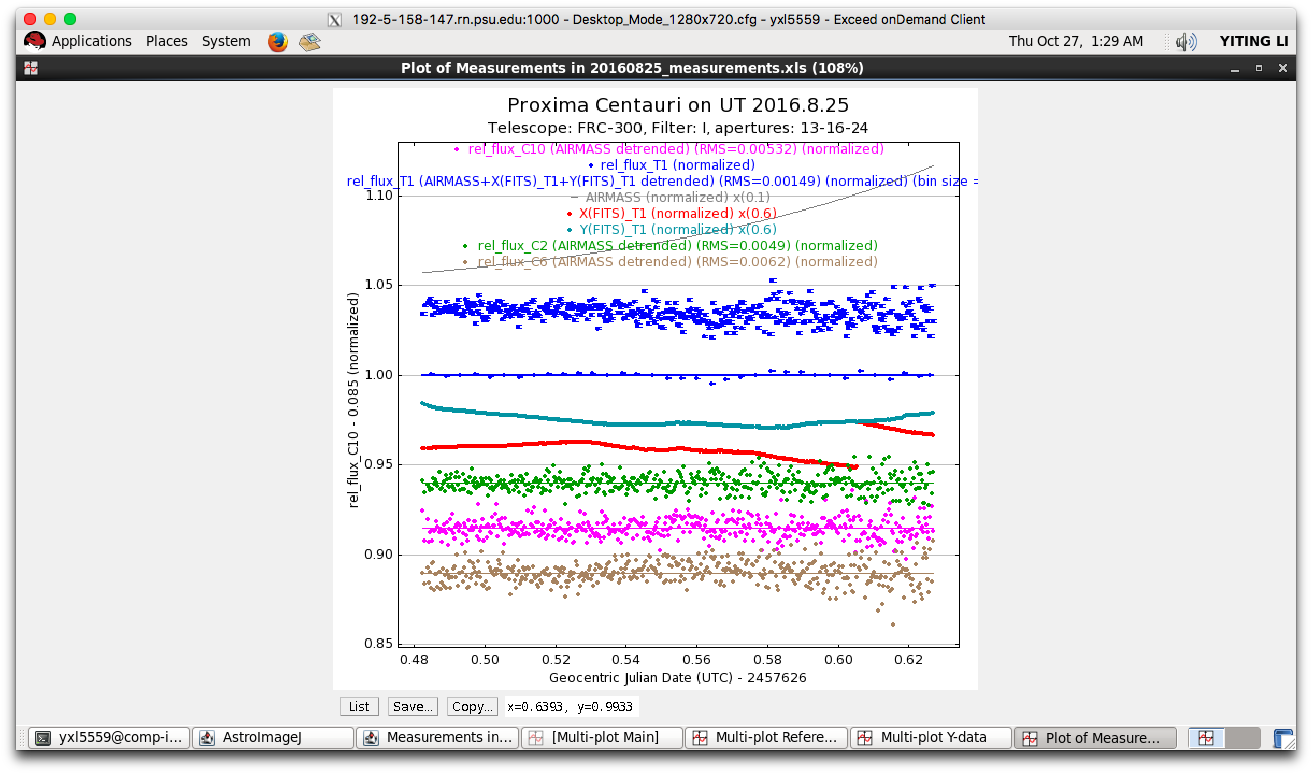 192-5-158-147.rn.psu.edu:1000 - Desktop_Mode_1280x720.cfg - yxl5559 - Exceed onDemand Client
Applications Places System Thu Oct 27, 1:29 AM YITING LI
Plot of Measurements in 20160825_measurements.xls (108%)
Proxima Centauri on UT 2016.8.25
Telescope: FRC-300, Filter: I, apertures: 13-16-24
rel_flux_C10 (AIRMASS detrended) (RMS=0.00532) (normalized)
rel_flux_T1 (normalized)
rel_flux_T1 (AIRMASS+X(FITS)_T1+Y(FITS)_T1 detrended) (RMS=0.00149) (normalized) (bin size =
AIRMASS (normalized) x(0.1)
X(FITS)_T1 (normalized) x(0.6)
Y(FITS)_T1 (normalized) x(0.6)
rel_flux_C2 (AIRMASS detrended) (RMS=0.0049) (normalized)
rel_flux_C6 (AIRMASS detrended) (RMS=0.0062) (normalized)
rel_flux_C10 - 0.085 (normalized)
1.10
1.05
1.00
0.95
0.90
0.85
0.48 0.50 0.52 0.54 0.56 0.58 0.60 0.62
Geocentric Julian Date (UTC) - 2457626
List Save... Copy... x=0.6393, y=0.9933
yxl5559@comp-i... AstroImageJ Measurements in... [Multi-plot Main] Multi-plot Refere... Multi-plot Y-data Plot of Measure...